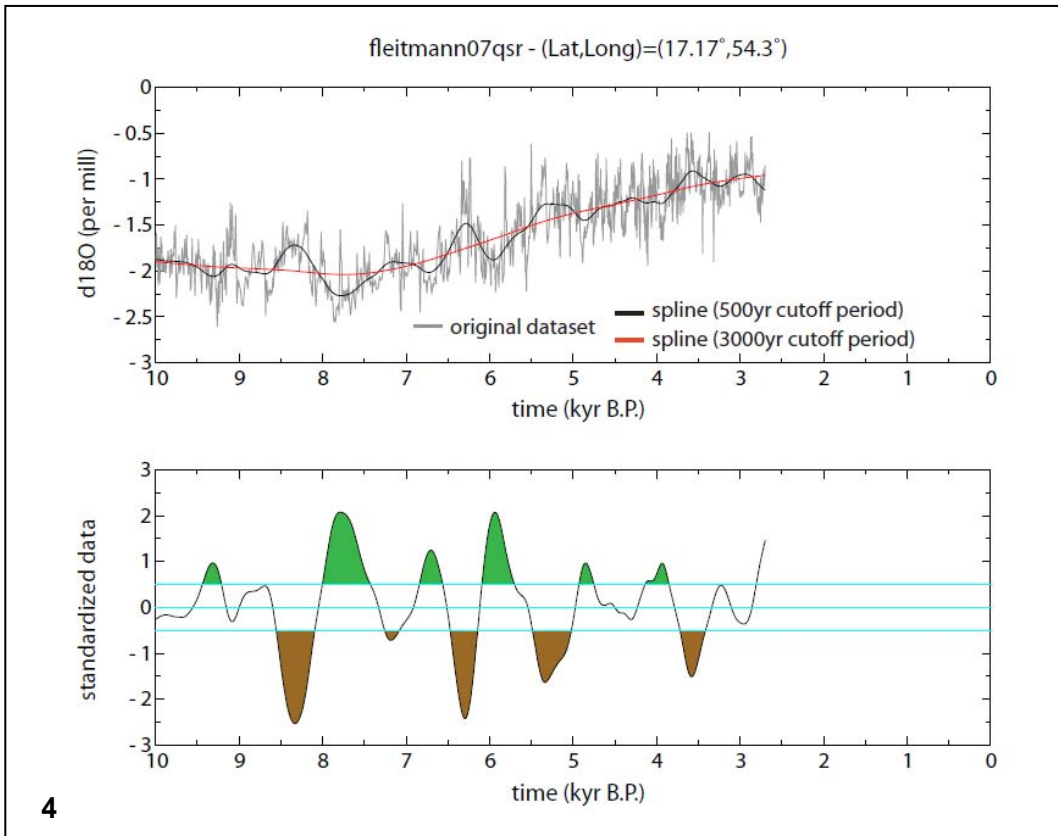 fleitmann07qsr - (Lat,Long)=(17.17°,54.3°)
0
- 0.5
- 1
- 1.5
- 2
- 2.5
- 3
d18O (per mill)
original dataset
spline (500yr cutoff period)
spline (3000yr cutoff period)
10 9 8 7 6 5 4 3 2 1 0
time (kyr B.P.)
3
2
1
0
- 1
- 2
- 3
standardized data
10 9 8 7 6 5 4 3 2 1 0
time (kyr B.P.)
4